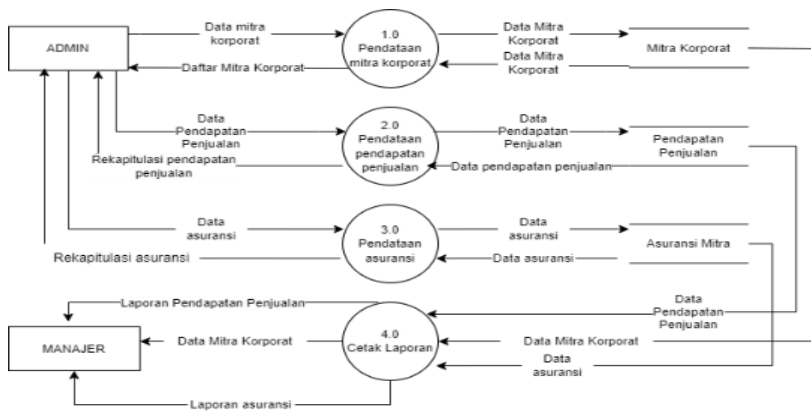 Data mitra
korporat
ADMIN
Daftar Mitra Korporat
1.0
Pendataan
mitra korporat
Data Mitra
Korporat
Data Mitra
Korporat
Mitra Korporat
Data
Pendapatan
Penjualan
Rekapitulasi pendapatan
penjualan
2.0
Pendataan
pendapatan
penjualan
Data
Pendapatan
Penjualan
Data pendapatan penjualan
Pendapatan
Penjualan
Data
asuransi
Rekapitulasi asuransi
3.0
Pendataan
asuransi
Data
asuransi
Data asuransi
Asuransi Mitra
Laporan Pendapatan Penjualan
MANAJER
Data Mitra Korporat
Laporan asuransi
4.0
Cetak Laporan
Data
Pendapatan
Penjualan
Data Mitra Korporat
Data
asuransi